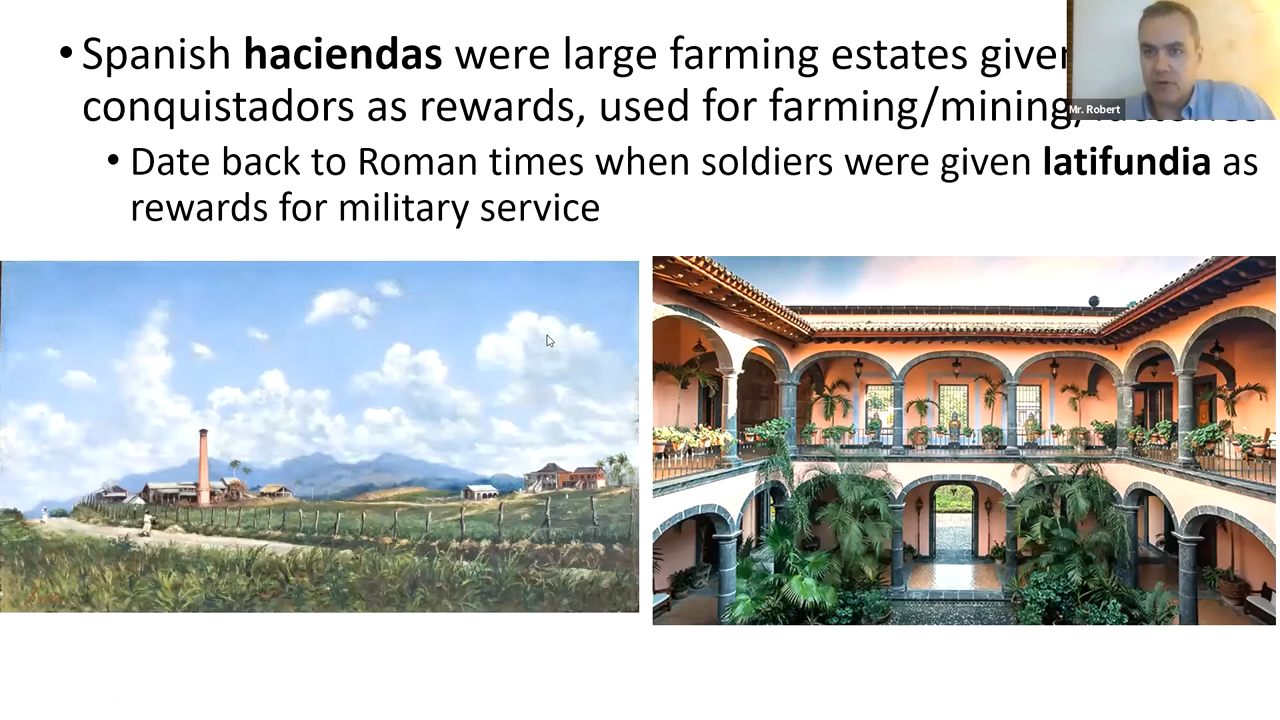 • Spanish haciendas were large farming estates given
conquistadors as rewards, used for farming/mining/
Mr. Robert
• Date back to Roman times when soldiers were given latifundia as
rewards for military service